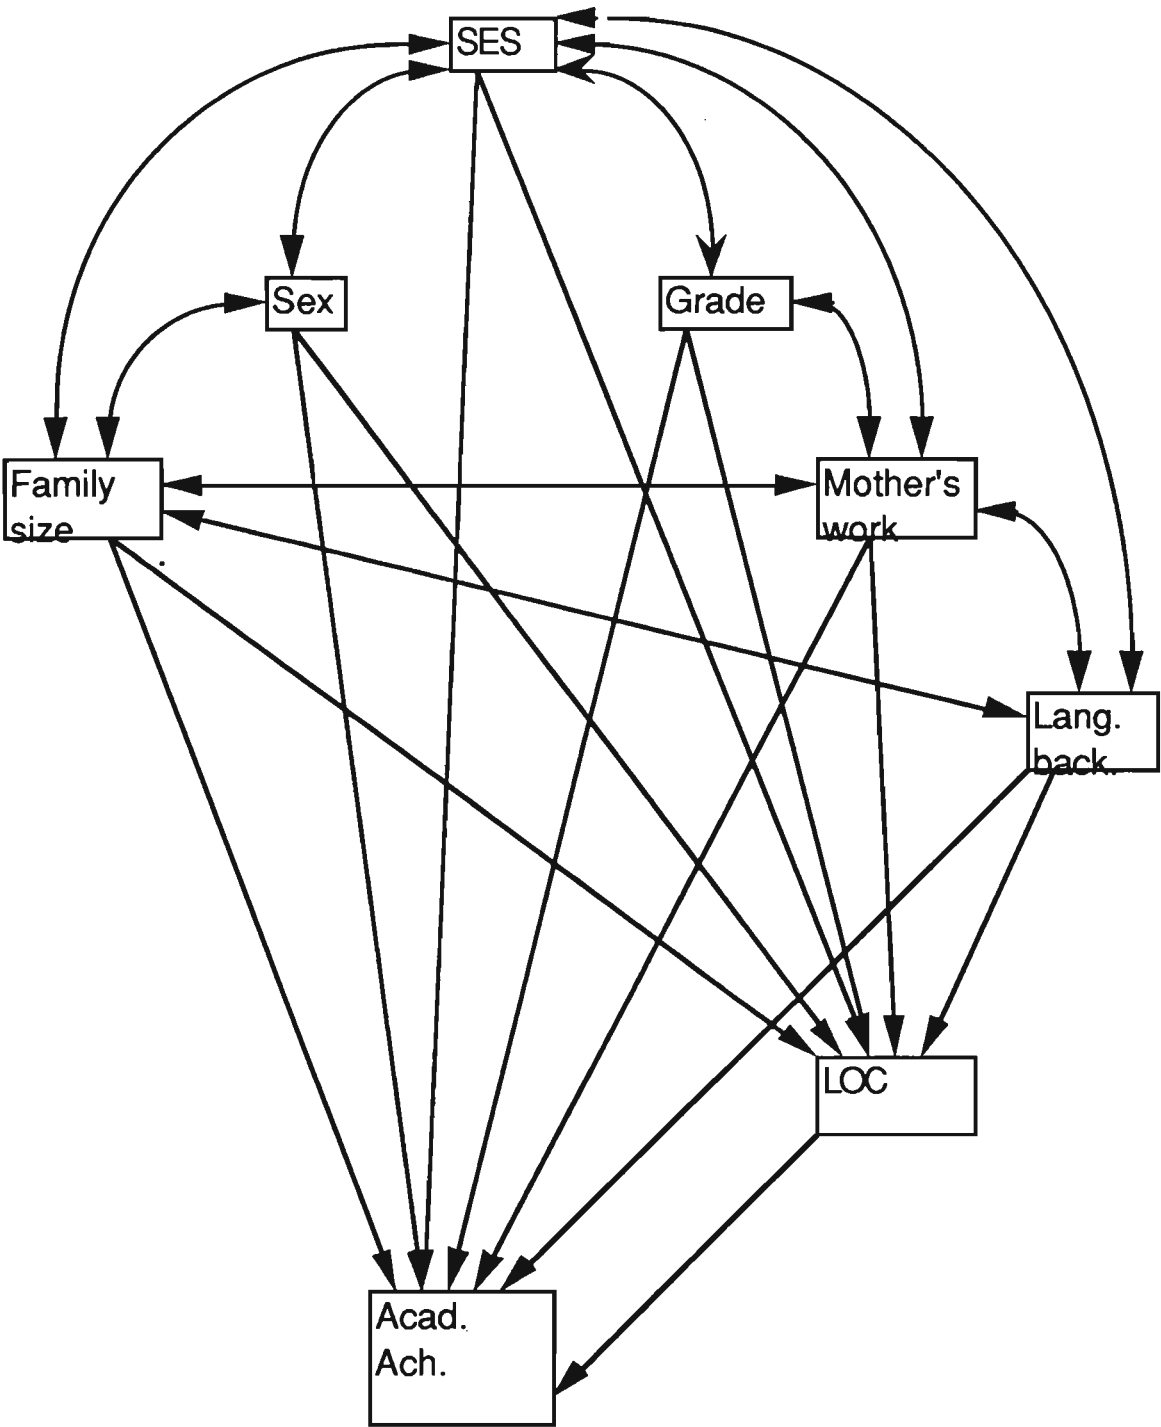 SES
Sex
Grade
Family
size
Mother's
work
Lang.
back.
LOC
Acad.
Ach.